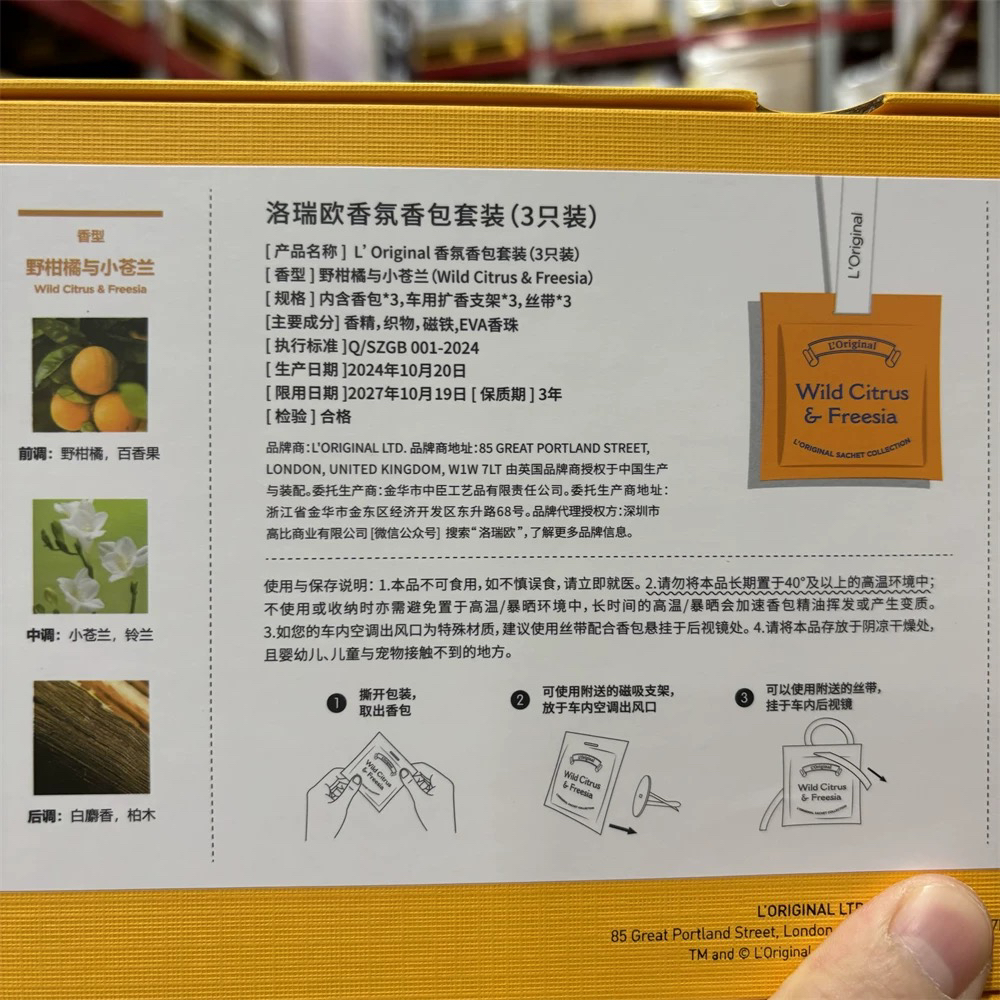 香型
野柑橘与小苍兰
Wild Citrus & Freesia
前调：野柑橘，百香果
中调：小苍兰，铃兰
后调：白麝香，柏木
洛瑞欧香氛香包套装（3只装）
[ 产品名称 ] L' Original 香氛香包套装（3只装）
[ 香型 ] 野柑橘与小苍兰（Wild Citrus & Freesia）
[ 规格 ] 内含香包*3，车用扩香支架*3，丝带*3
[主要成分] 香精，织物，磁铁,EVA香珠
[ 执行标准 ]Q/SZGB 001-2024
[ 生产日期 ]2024年10月20日
[ 限用日期 ]2027年10月19日 [ 保质期 ] 3年
[ 检验 ] 合格
品牌商：L'ORIGINAL LTD. 品牌商地址：85 GREAT PORTLAND STREET,
LONDON, UNITED KINGDOM, W1W 7LT 由英国品牌商授权于中国生产
与装配。委托生产商：金华市中臣工艺品有限责任公司。委托生产商地址：
浙江省金华市金东区经济开发区东升路68号。品牌代理授权方：深圳市
高比商业有限公司 [微信公众号] 搜索“洛瑞欧”，了解更多品牌信息。
L'Original
L'Original
Wild Citrus
& Freesia
L'ORIGINAL SACHET COLLECTION
使用与保存说明：1.本品不可食用，如不慎误食，请立即就医。2.请勿将本品长期置于40°及以上的高温环境中；
不使用或收纳时亦需避免置于高温/暴晒环境中，长时间的高温/暴晒会加速香包精油挥发或产生变质。
3.如您的车内空调出风口为特殊材质，建议使用丝带配合香包悬挂于后视镜处。4.请将本品存放于阴凉干燥处，
且婴幼儿、儿童与宠物接触不到的地方。
1 撕开包装，
取出香包
2 可使用附送的磁吸支架，
放于车内空调出风口
3 可以使用附送的丝带，
挂于车内后视镜
Wild Citrus
& Freesia
L'Original
Wild Citrus
& Freesia
L'Original
Wild Citrus
& Freesia
L'ORIGINAL LTD
85 Great Portland Street, London
TM and © L'Original